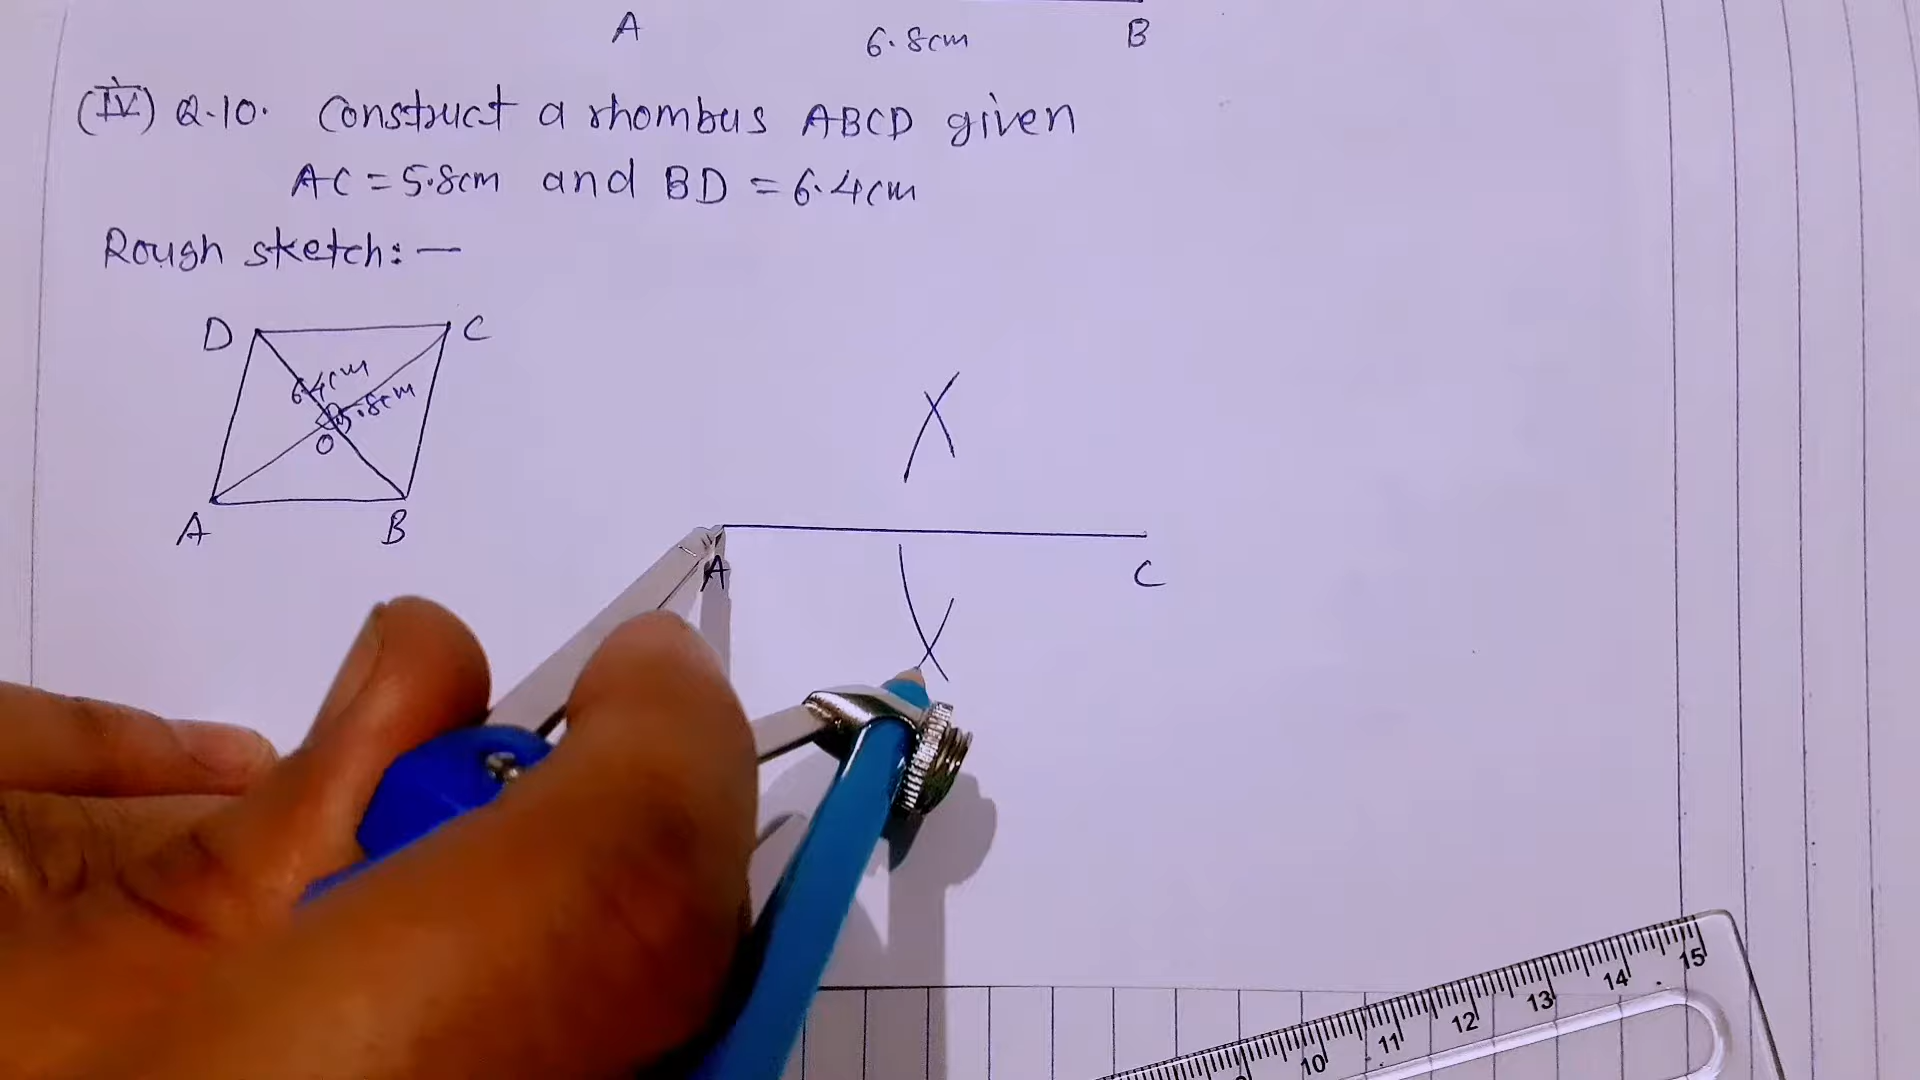 A 6.8cm B
(IV) Q.10. Construct a rhombus ABCD given
AC = 5.8cm and BD = 6.4cm
Rough sketch:—
D C
6.4cm
5.8cm
O
A B
A C
10 11 12 13 14 15